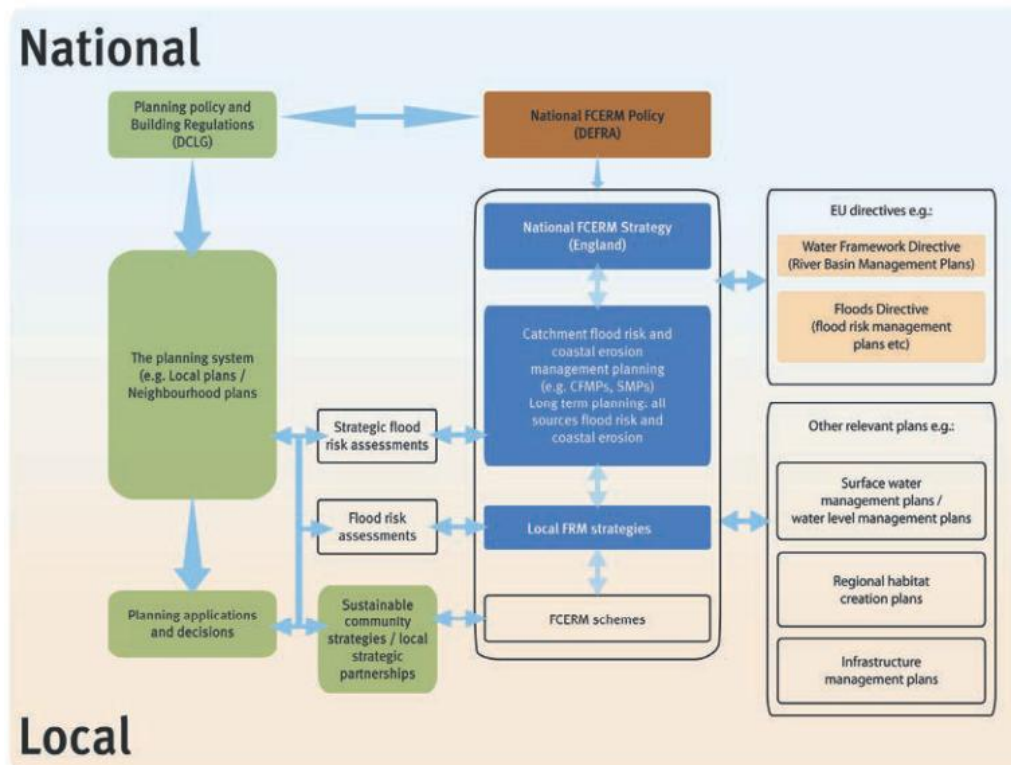 National
Planning policy and
Building Regulations
(DCLG)
National FCERM Policy
(DEFRA)
National FCERM Strategy
(England)
EU directives e.g.:
Water Framework Directive
(River Basin Management Plans)
Floods Directive
(flood risk management
plans etc)
The planning system
(e.g. Local plans /
Neighbourhood plans
Catchment flood risk and
coastal erosion
management planning
(e.g. CFMPs, SMPs)
Long term planning: all
sources flood risk and
coastal erosion
Strategic flood
risk assessments
Other relevant plans e.g.:
Surface water
management plans /
water level management plans
Flood risk
assessments
Local FRM strategies
Regional habitat
creation plans
Planning applications
and decisions
Sustainable
community
strategies / local
strategic
partnerships
FCERM schemes
Infrastructure
management plans
Local